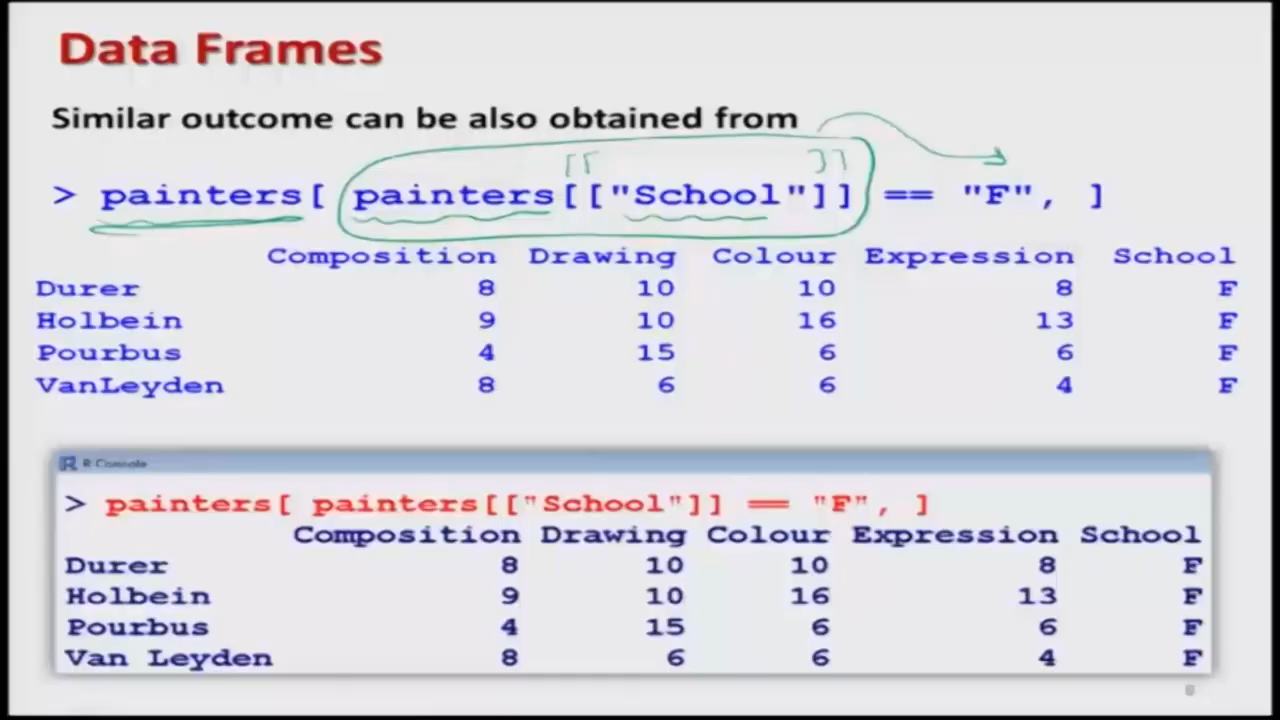 Data Frames
Similar outcome can be also obtained from
[[ ]]
> painters[ painters[["School"]] == "F", ]
Composition Drawing Colour Expression School
Durer 8 10 10 8 F
Holbein 9 10 16 13 F
Pourbus 4 15 6 6 F
VanLeyden 8 6 6 4 F
R Console
> painters[ painters[["School"]] == "F", ]
Composition Drawing Colour Expression School
Durer 8 10 10 8 F
Holbein 9 10 16 13 F
Pourbus 4 15 6 6 F
Van Leyden 8 6 6 4 F